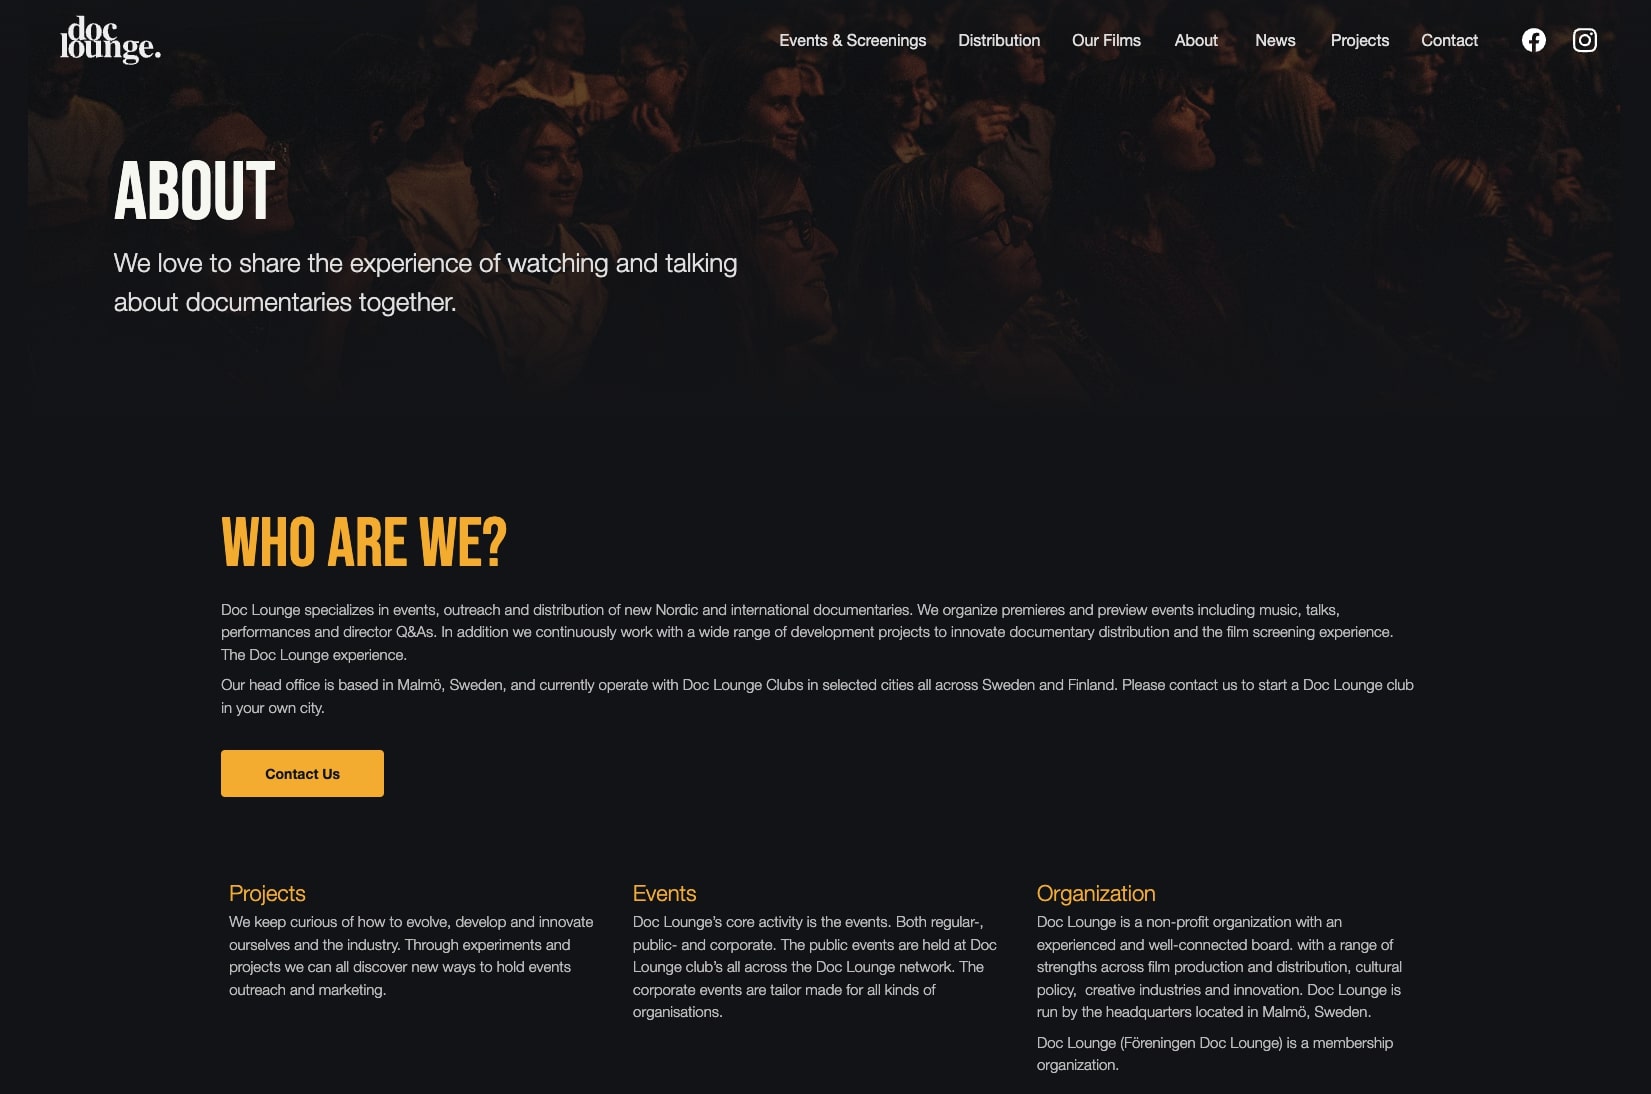 doc
lounge.
Events & Screenings
Distribution
Our Films
About
News
Projects
Contact
ABOUT
We love to share the experience of watching and talking
about documentaries together.
WHO ARE WE?
Doc Lounge specializes in events, outreach and distribution of new Nordic and international documentaries. We organize premieres and preview events including music, talks,
performances and director Q&As. In addition we continuously work with a wide range of development projects to innovate documentary distribution and the film screening experience.
The Doc Lounge experience.
Our head office is based in Malmö, Sweden, and currently operate with Doc Lounge Clubs in selected cities all across Sweden and Finland. Please contact us to start a Doc Lounge club
in your own city.
Contact Us
Projects
We keep curious of how to evolve, develop and innovate
ourselves and the industry. Through experiments and
projects we can all discover new ways to hold events
outreach and marketing.
Events
Doc Lounge’s core activity is the events. Both regular-,
public- and corporate. The public events are held at Doc
Lounge club’s all across the Doc Lounge network. The
corporate events are tailor made for all kinds of
organisations.
Organization
Doc Lounge is a non-profit organization with an
experienced and well-connected board. with a range of
strengths across film production and distribution, cultural
policy,  creative industries and innovation. Doc Lounge is
run by the headquarters located in Malmö, Sweden.
Doc Lounge (Föreningen Doc Lounge) is a membership
organization.